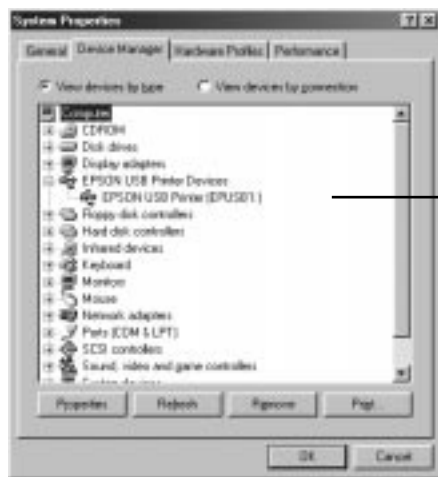 System Properties
General
Device Manager
Hardware Profiles
Performance
View devices by type
View devices by connection
Computer
CDROM
Disk drives
Display adapters
EPSON USB Printer Devices
EPSON USB Printer (EPUSB1:)
Floppy disk controllers
Hard disk controllers
Infrared devices
Keyboard
Monitors
Mouse
Network adapters
Ports (COM & LPT)
SCSI controllers
Sound, video and game controllers
System devices
Properties
Refresh
Remove
Print...
OK
Cancel